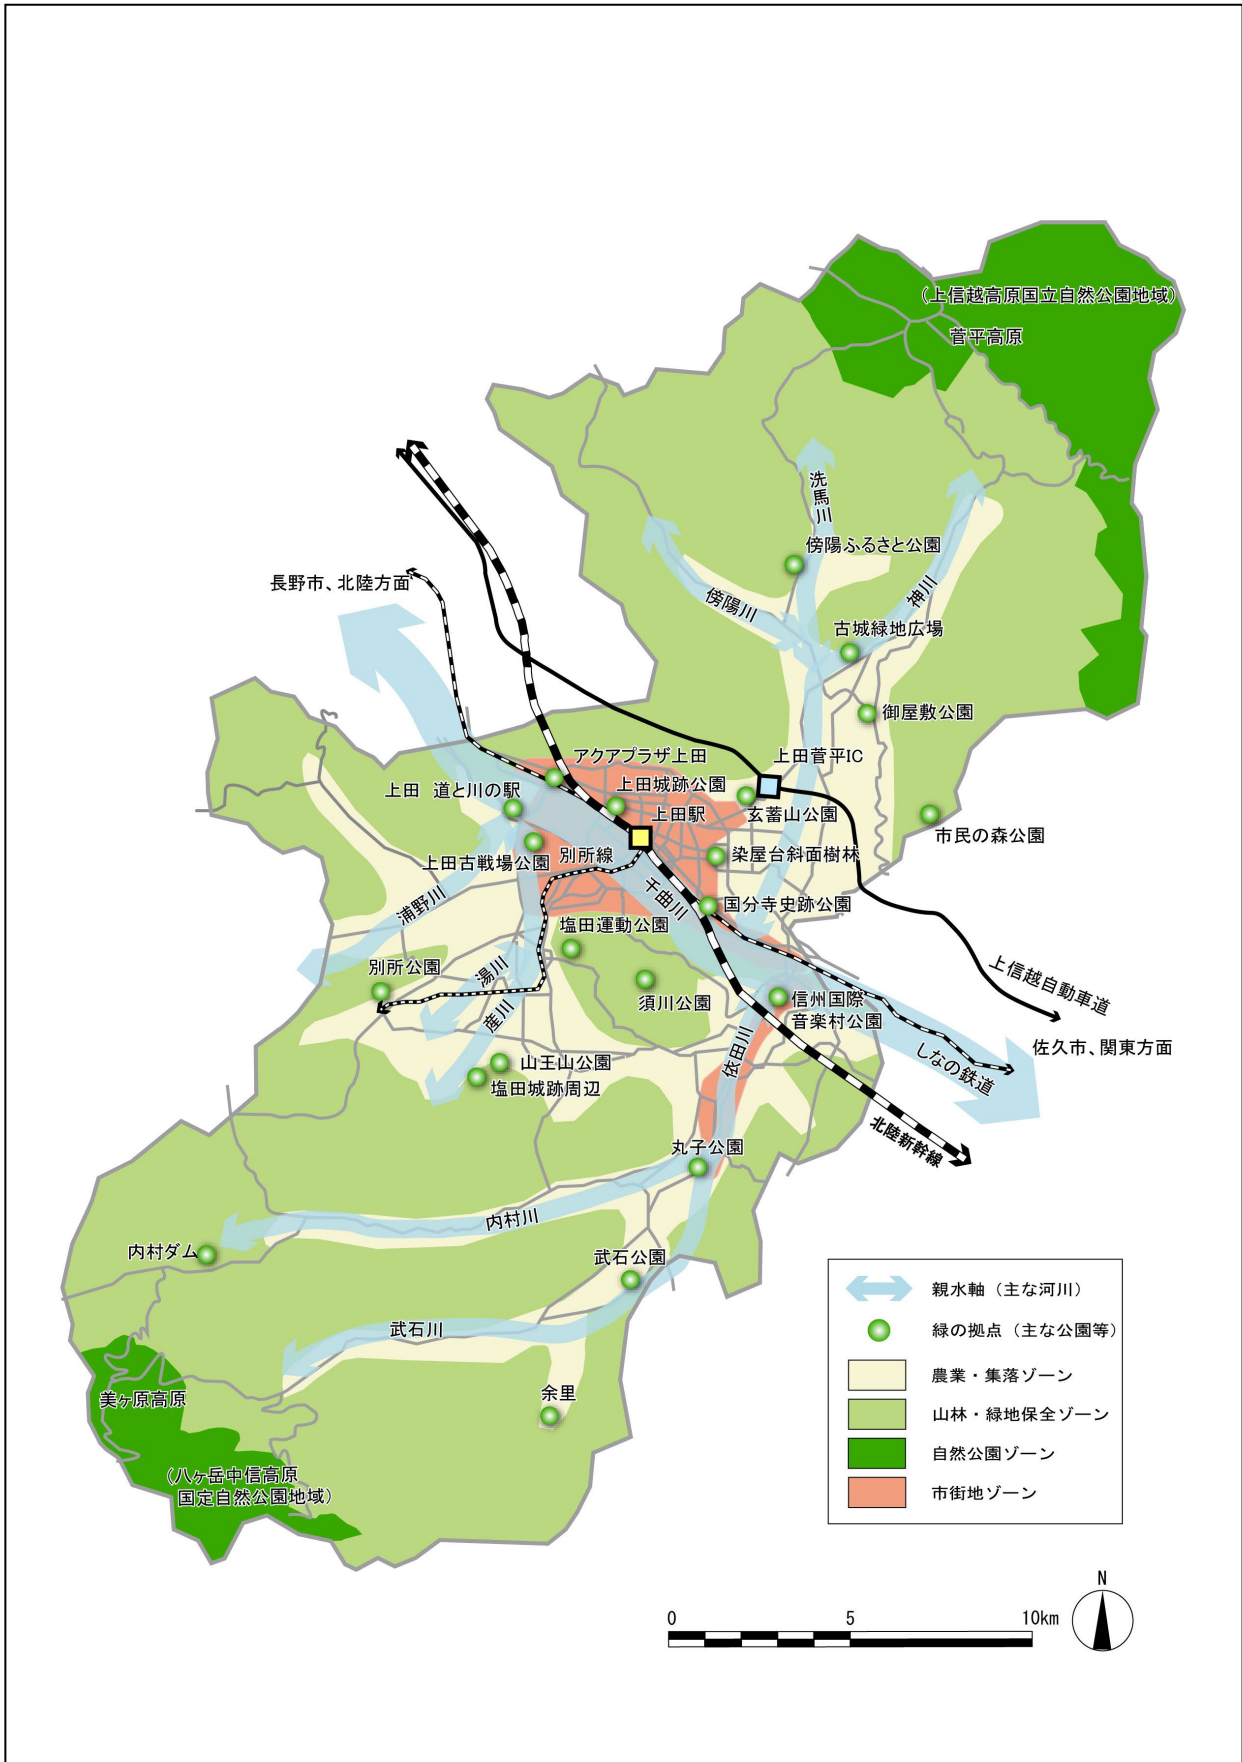 (上信越高原国立自然公園地域)
菅平高原
洗馬川
傍陽ふるさと公園
神川
傍陽川
長野市、北陸方面
古城緑地広場
御屋敷公園
アクアプラザ上田
上田菅平IC
上田 道と川の駅
上田城跡公園
上田駅
玄蕃山公園
市民の森公園
上田古戦場公園
別所線
染屋台斜面樹林
千曲川
浦野川
国分寺史跡公園
塩田運動公園
別所公園
湯川
須川公園
信州国際
音楽村公園
上信越自動車道
産川
佐久市、関東方面
しなの鉄道
依田川
山王山公園
塩田城跡周辺
北陸新幹線
丸子公園
内村川
内村ダム
武石公園
武石川
余里
美ヶ原高原
(八ヶ岳中信高原
国定自然公園地域)
親水軸(主な河川)
緑の拠点(主な公園等)
農業・集落ゾーン
山林・緑地保全ゾーン
自然公園ゾーン
市街地ゾーン
N
0 5 10km